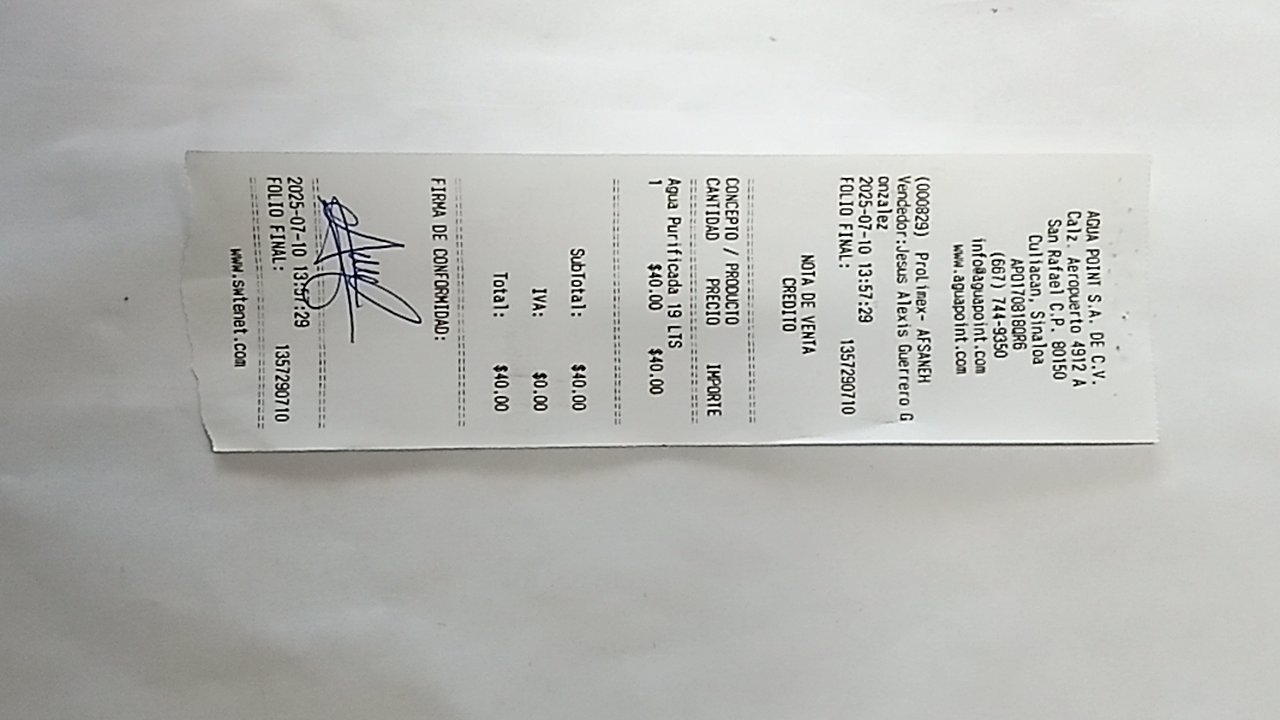 AQUA POINT S.A. DE C.V.
Calz. Aeropuerto 4912 A
San Rafael C.P. 80150
Culiacan, Sinaloa
APO170818QR6
(667) 744-9350
info@aguapoint.com
www.aguapoint.com
(000829) Prolimex- AFSANEH
Vendedor:Jesus Alexis Guerrero G
onzalez
2025-07-10 13:57:29
FOLIO FINAL: 1357290710
NOTA DE VENTA
CREDITO
================================
CONCEPTO / PRODUCTO
CANTIDAD PRECIO IMPORTE
================================
Agua Purificada 19 LTS
1 $40.00 $40.00
================================
SubTotal: $40.00
IVA: $0.00
Total: $40.00
================================
FIRMA DE CONFORMIDAD:
================================
2025-07-10 13:57:29
FOLIO FINAL: 1357290710
================================
www.swtenet.com